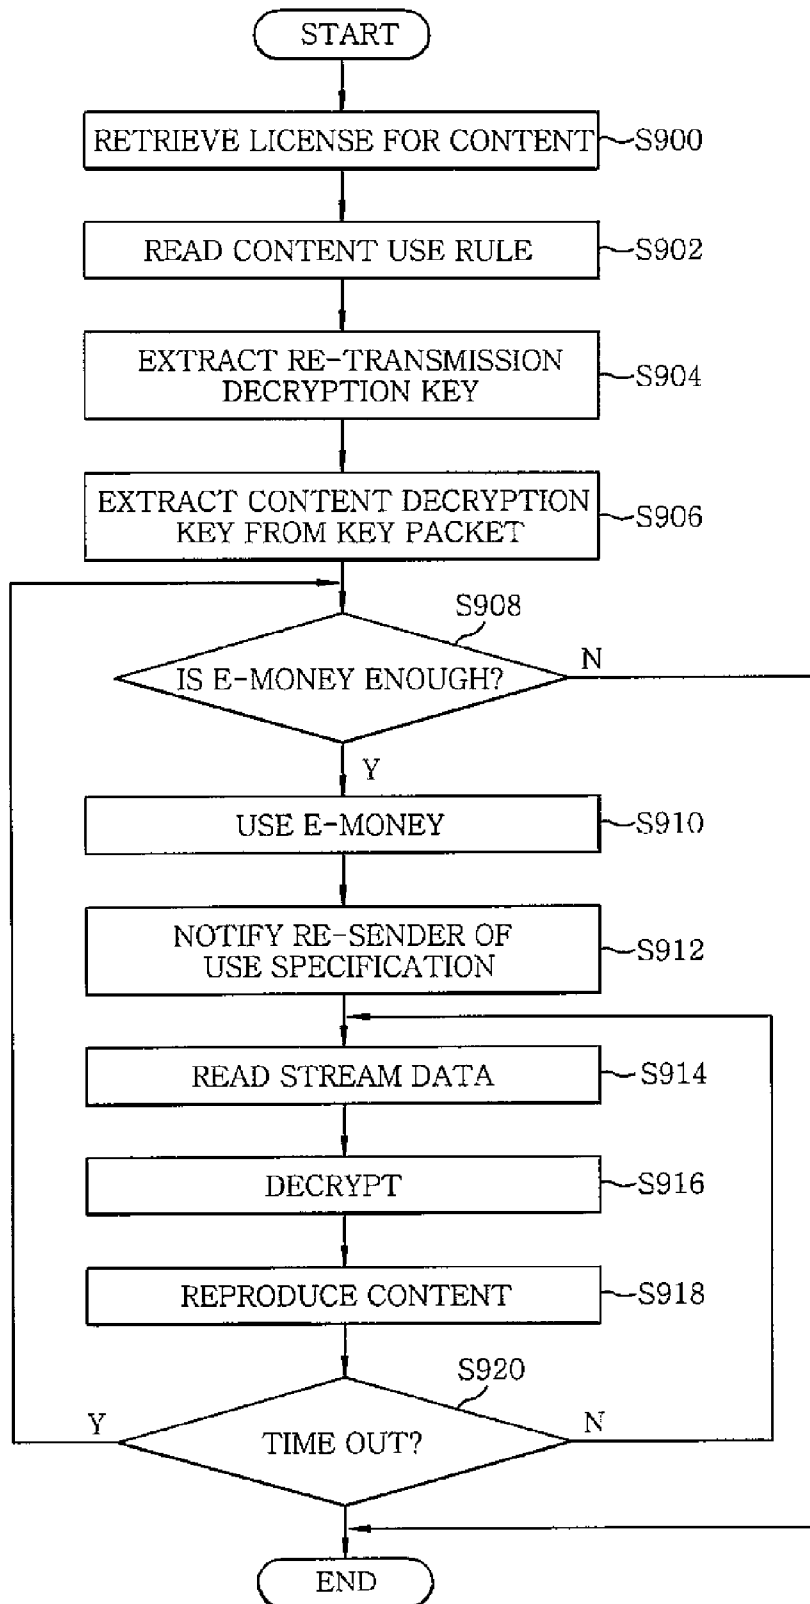 START
RETRIEVE LICENSE FOR CONTENT
S900
READ CONTENT USE RULE
S902
EXTRACT RE-TRANSMISSION
DECRYPTION KEY
S904
EXTRACT CONTENT DECRYPTION
KEY FROM KEY PACKET
S906
S908
IS E-MONEY ENOUGH?
N
Y
USE E-MONEY
S910
NOTIFY RE-SENDER OF
USE SPECIFICATION
S912
READ STREAM DATA
S914
DECRYPT
S916
REPRODUCE CONTENT
S918
S920
Y
TIME OUT?
N
END